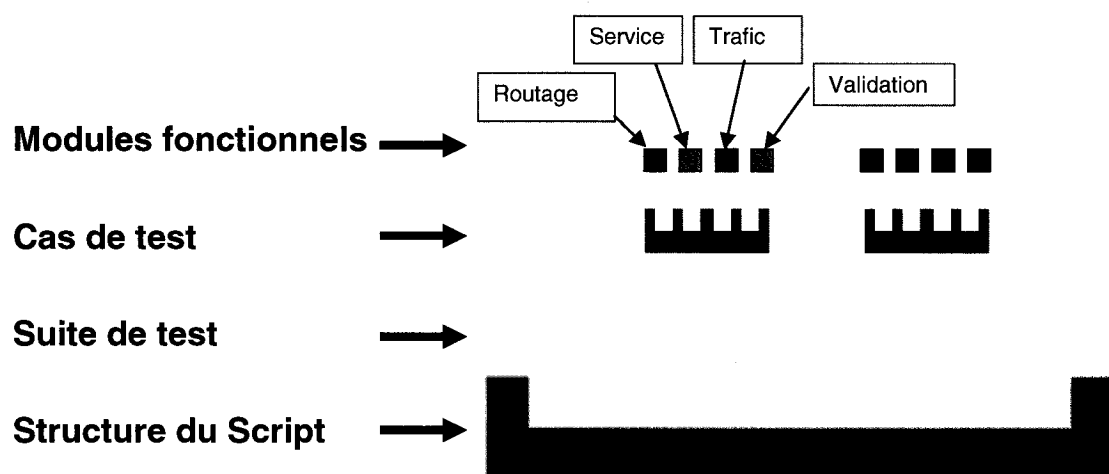 Service
Trafic
Routage
Validation
Modules fonctionnels
Cas de test
Suite de test
Structure du Script